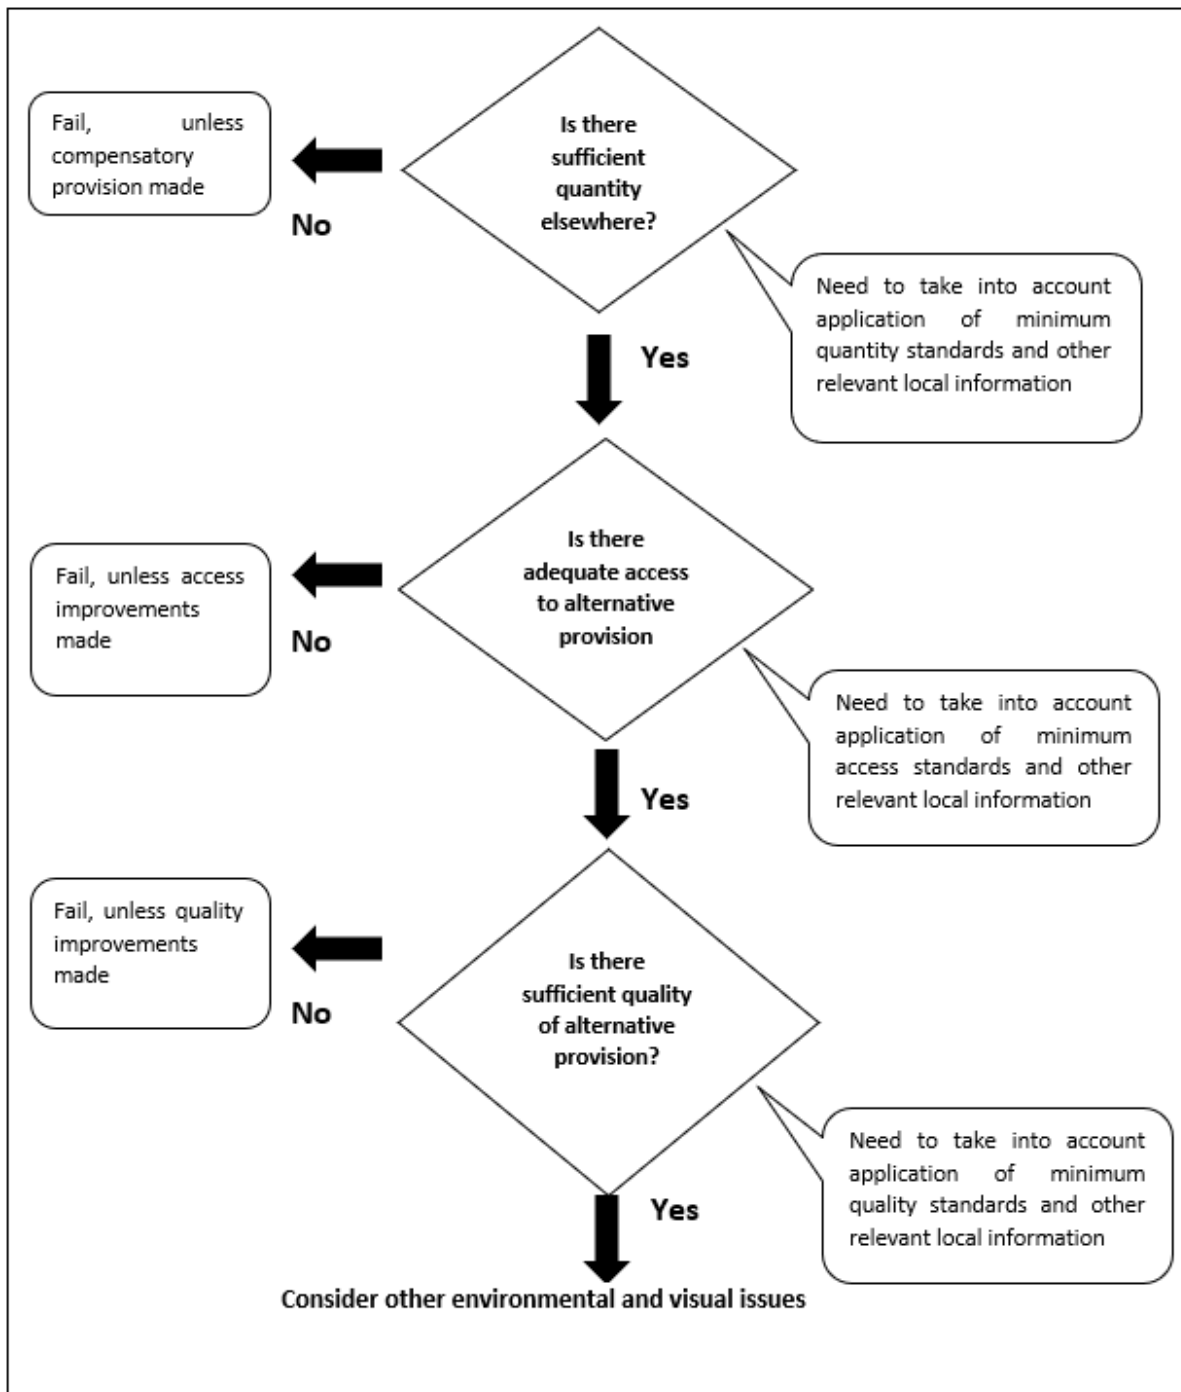 Is there
sufficient
quantity
elsewhere?
Fail, unless
compensatory
provision made
No
Need to take into account
application of minimum
quantity standards and other
relevant local information
Yes
Is there
adequate access
to alternative
provision
Fail, unless access
improvements
made
No
Need to take into account
application of minimum
access standards and other
relevant local information
Yes
Is there
sufficient quality
of alternative
provision?
Fail, unless quality
improvements
made
No
Need to take into account
application of minimum
quality standards and other
relevant local information
Yes
Consider other environmental and visual issues